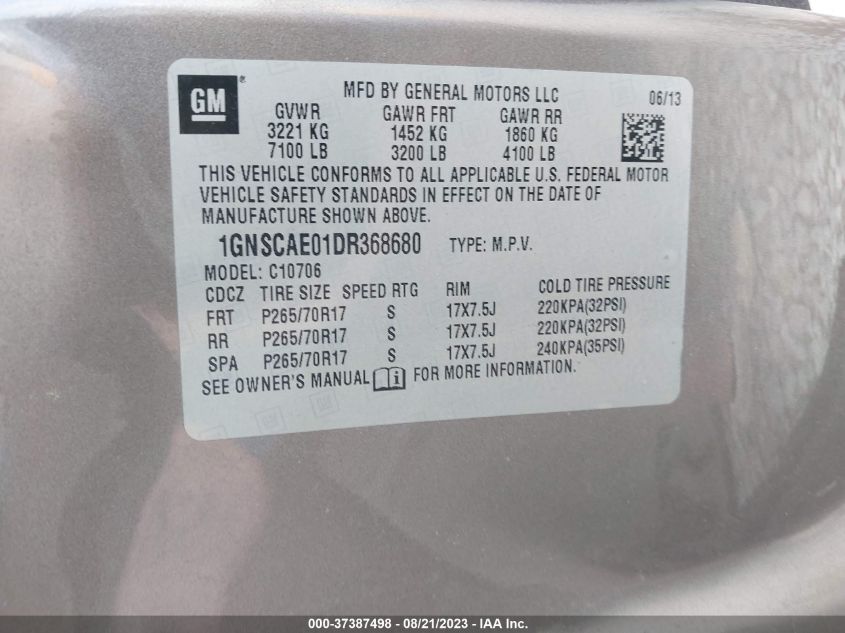 GM ®
MFD BY GENERAL MOTORS LLC 06/13
GVWR GAWR FRT GAWR RR
3221 KG 1452 KG 1860 KG
7100 LB 3200 LB 4100 LB
THIS VEHICLE CONFORMS TO ALL APPLICABLE U.S. FEDERAL MOTOR
VEHICLE SAFETY STANDARDS IN EFFECT ON THE DATE OF
MANUFACTURE SHOWN ABOVE.
1GNSCAE01DR368680 TYPE: M.P.V.
MODEL: C10706
CDCZ TIRE SIZE SPEED RTG RIM COLD TIRE PRESSURE
FRT P265/70R17 S 17X7.5J 220KPA(32PSI)
RR P265/70R17 S 17X7.5J 220KPA(32PSI)
SPA P265/70R17 S 17X7.5J 240KPA(35PSI)
SEE OWNER'S MANUAL i FOR MORE INFORMATION.
000-37387498 - 08/21/2023 - IAAI.com